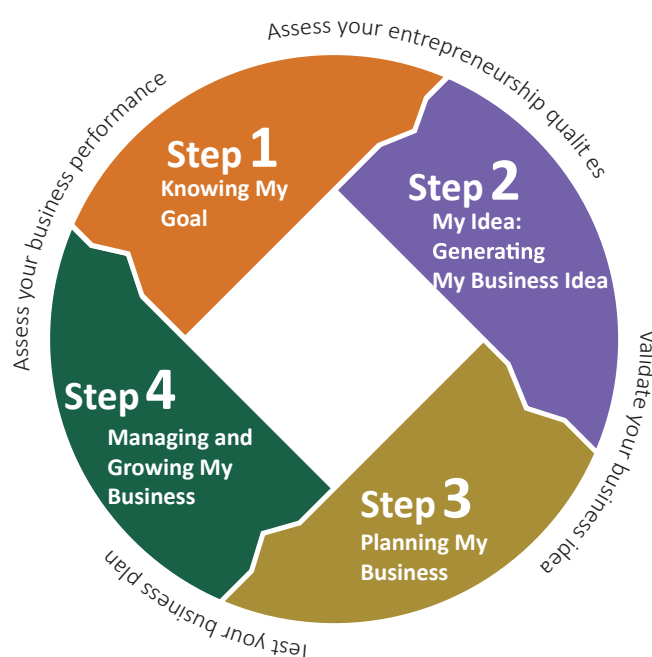 Assess your entrepreneurship qualit es
Step 1
Knowing My
Goal
Step 2
My Idea:
Generating
My Business Idea
Validate your business idea
Step 3
Planning My
Business
Test your business plan
Step 4
Managing and
Growing My
Business
Assess your business performance